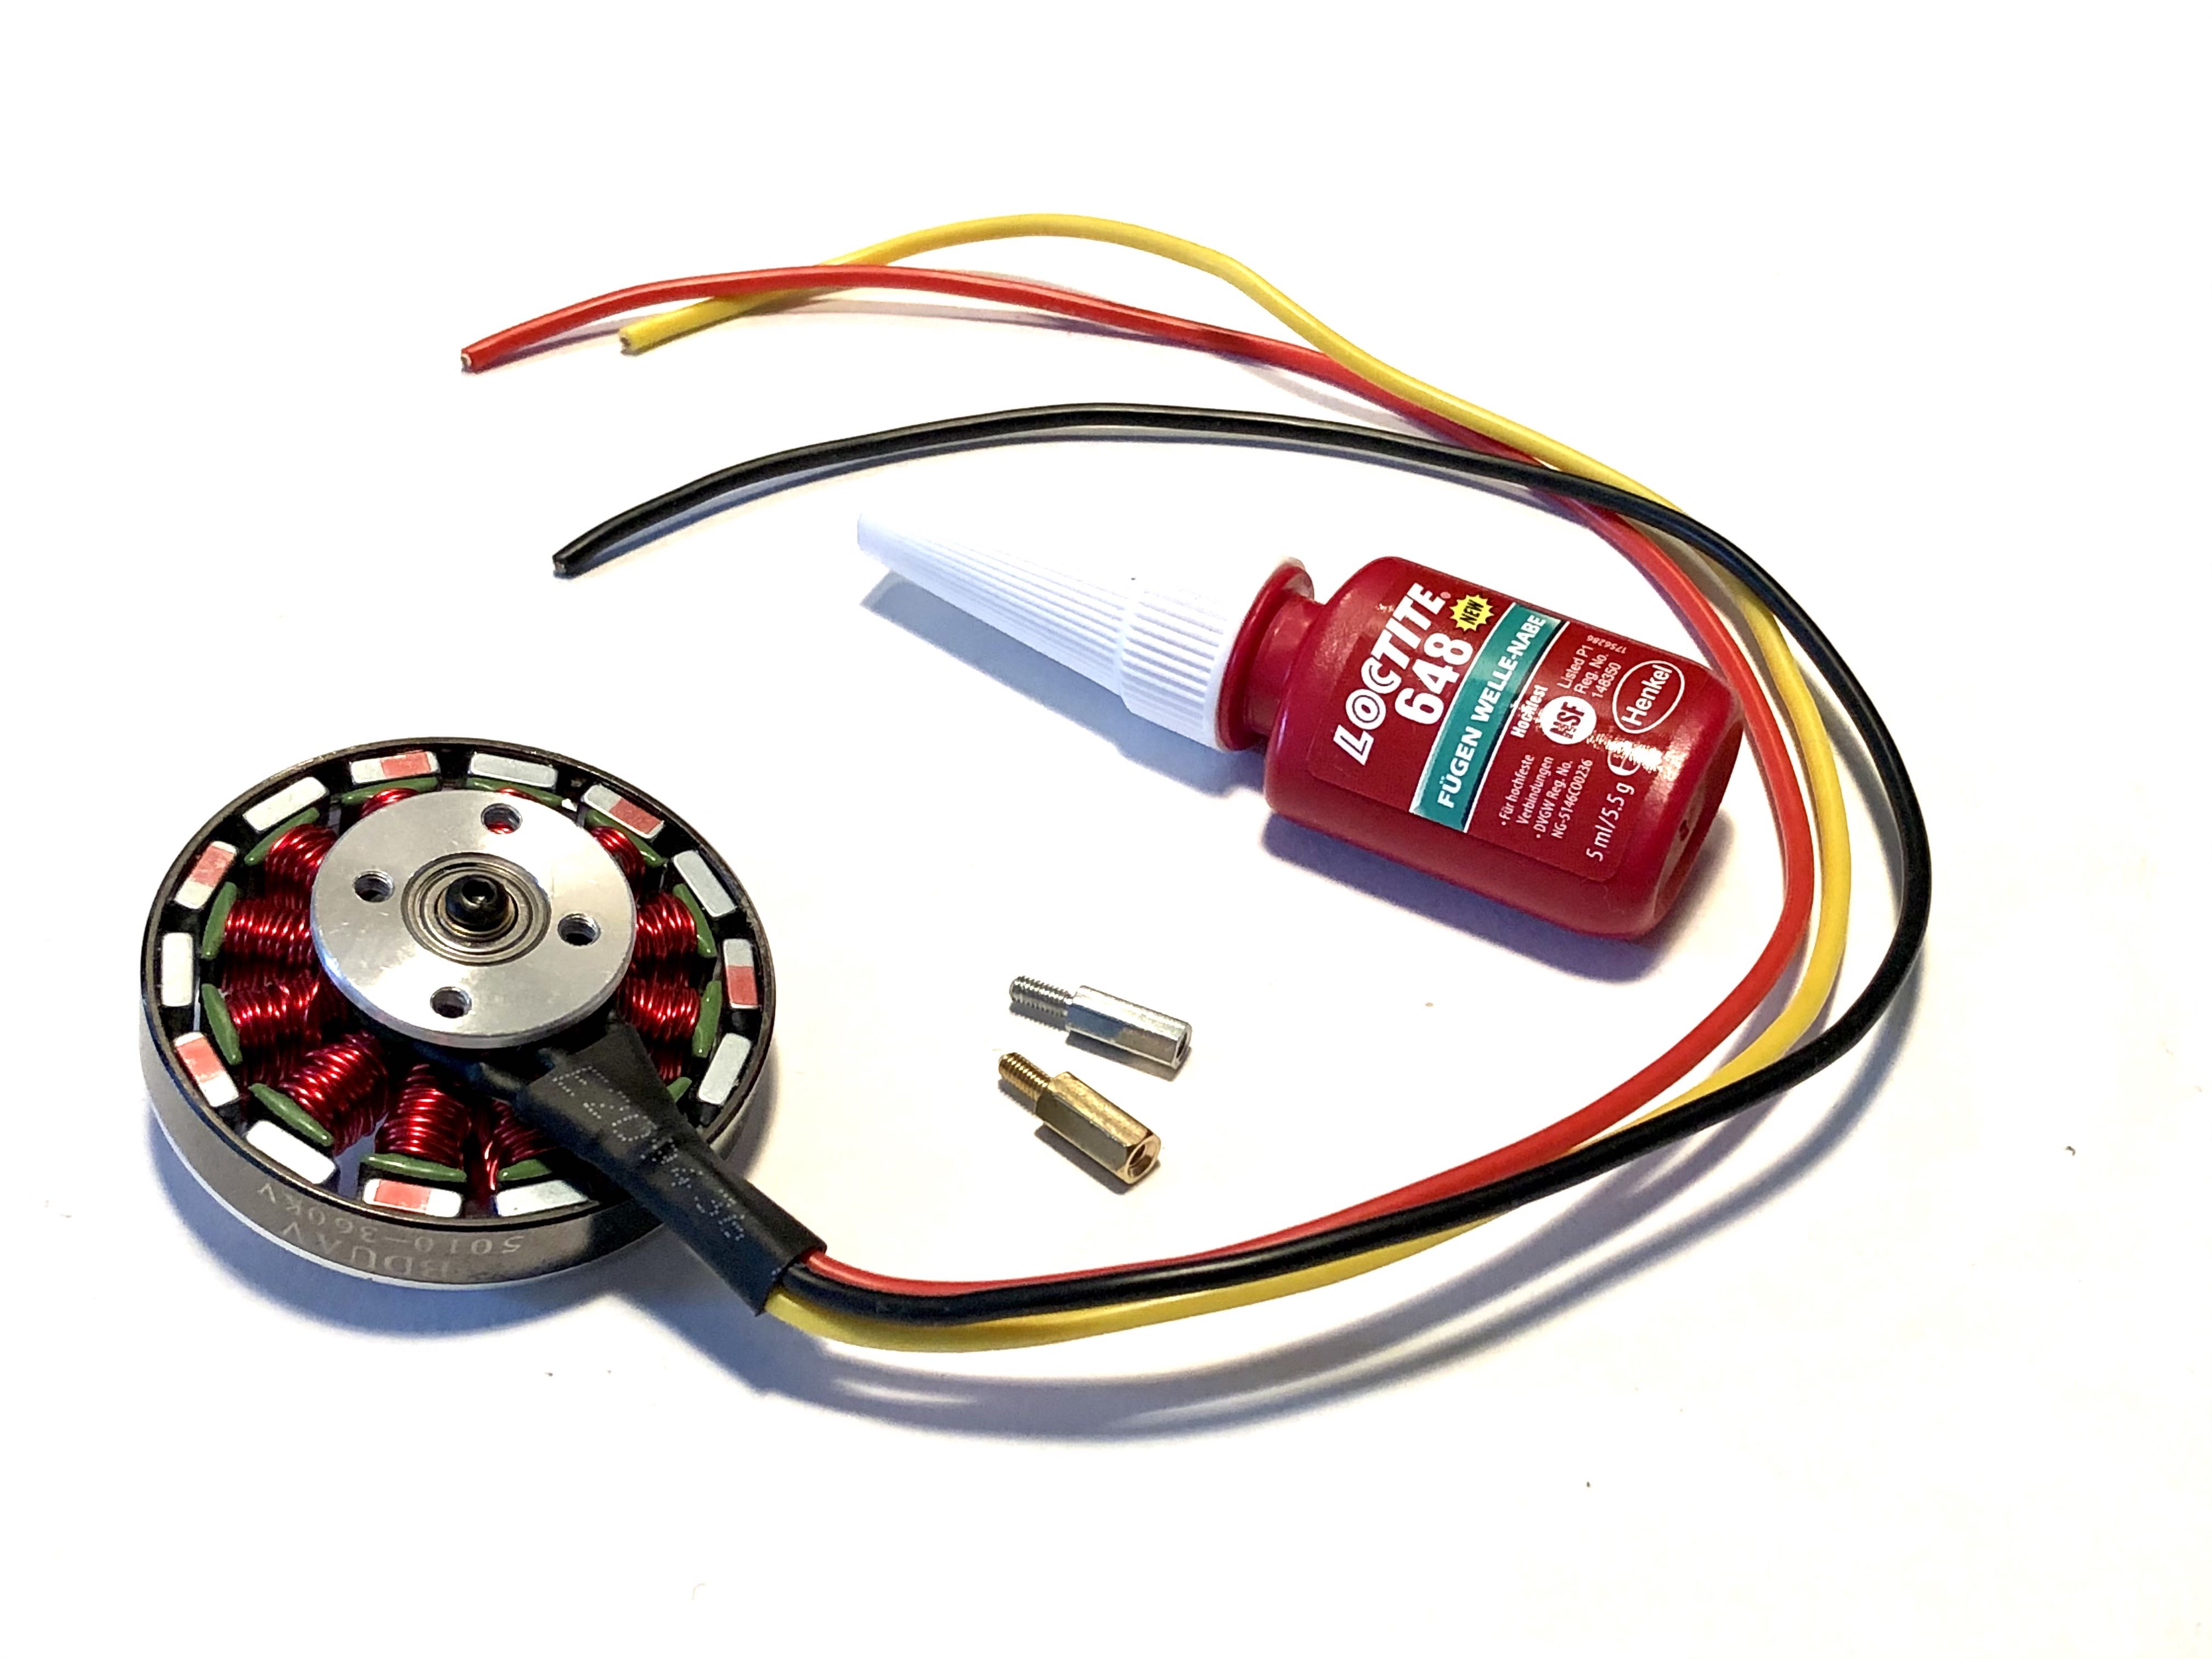 LOCTITE®
648
NEW
FÜGEN WELLE-NABE
Hochfest
• Für hochfeste
Verbindungen
• DVGW Reg. No.
NG-5146CO0236
5 ml/5.5 g
NSF
Listed P1
Reg. No.
148350
1756286
Henkel
BDUAV
5010-360KV